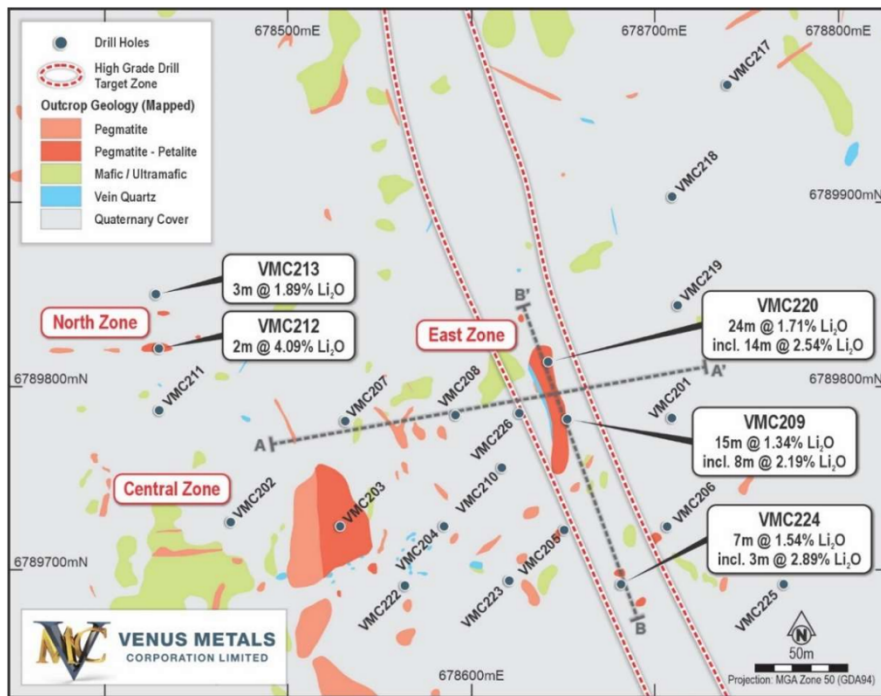 678500mE
678700mE
678800mE
Drill Holes
High Grade Drill
Target Zone
Outcrop Geology (Mapped)
Pegmatite
Pegmatite - Petalite
Mafic / Ultramafic
Vein Quartz
Quaternary Cover
VMC217
VMC218
6789900mN
VMC219
VMC213
3m @ 1.89% Li₂O
North Zone
VMC212
2m @ 4.09% Li₂O
East Zone
B'
VMC220
24m @ 1.71% Li₂O
incl. 14m @ 2.54% Li₂O
6789800mN
6789800mN
A'
VMC211
VMC207
VMC208
VMC226
VMC201
A
VMC209
15m @ 1.34% Li₂O
incl. 8m @ 2.19% Li₂O
Central Zone
VMC202
VMC203
VMC204
VMC210
VMC205
VMC206
VMC224
7m @ 1.54% Li₂O
incl. 3m @ 2.89% Li₂O
6789700mN
VMC222
VMC223
VMC225
B
VMC
VENUS METALS
CORPORATION LIMITED
N
50m
678600mE
Projection: MGA Zone 50 (GDA94)